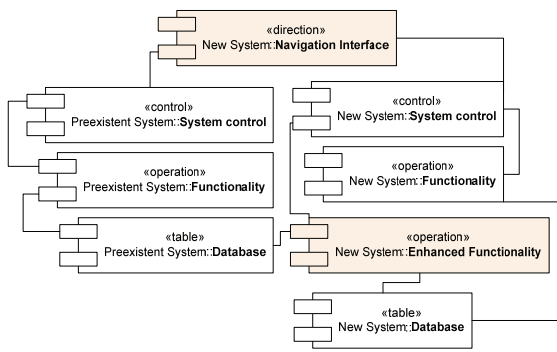 «direction»
New System::Navigation Interface
«control»
Preexistent System::System control
«control»
New System::System control
«operation»
Preexistent System::Functionality
«operation»
New System::Functionality
«table»
Preexistent System::Database
«operation»
New System::Enhanced Functionality
«table»
New System::Database